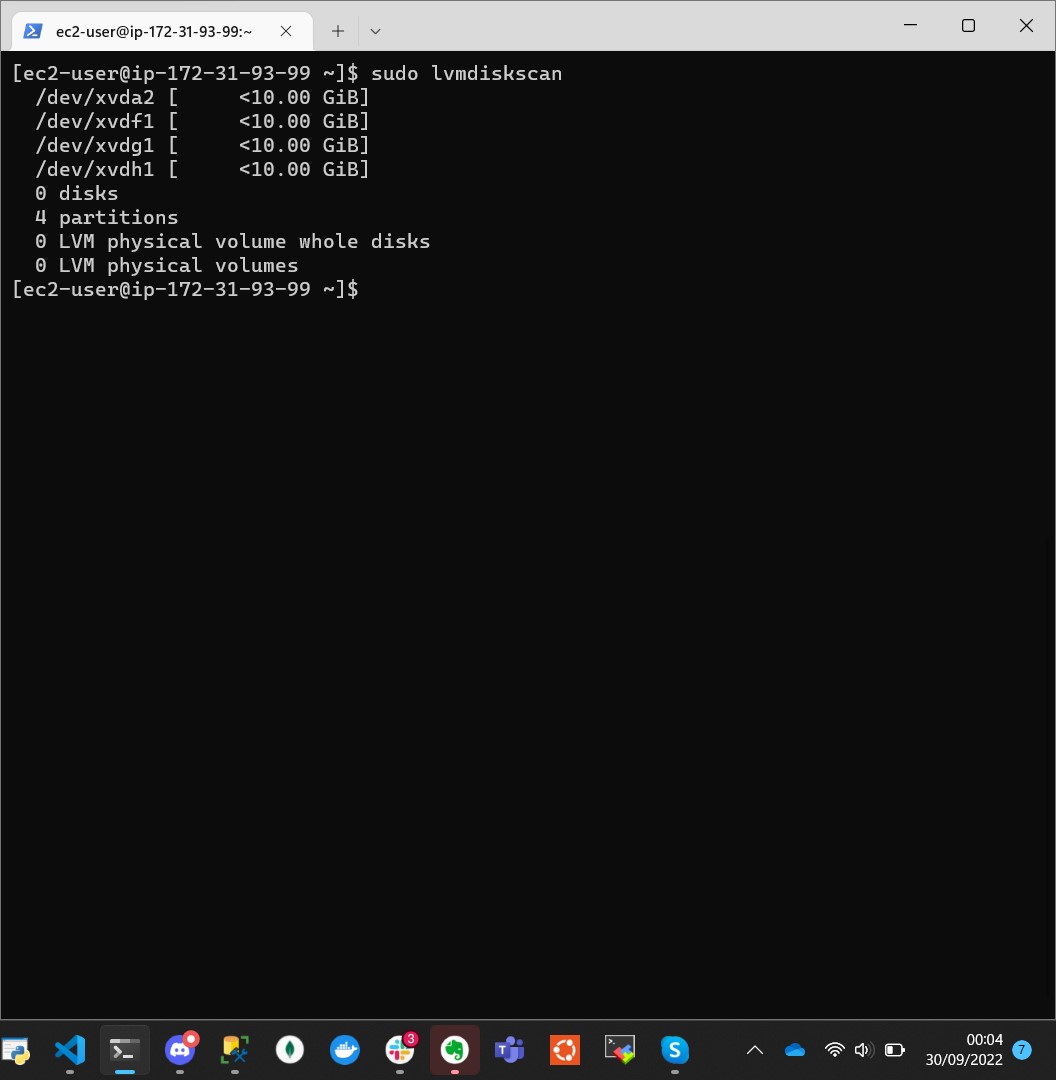 ec2-user@ip-172-31-93-99:~
[ec2-user@ip-172-31-93-99 ~]$ sudo lvmdiskscan
  /dev/xvda2 [     <10.00 GiB]
  /dev/xvdf1 [     <10.00 GiB]
  /dev/xvdg1 [     <10.00 GiB]
  /dev/xvdh1 [     <10.00 GiB]
  0 disks
  4 partitions
  0 LVM physical volume whole disks
  0 LVM physical volumes
[ec2-user@ip-172-31-93-99 ~]$
3
00:04
30/09/2022
7